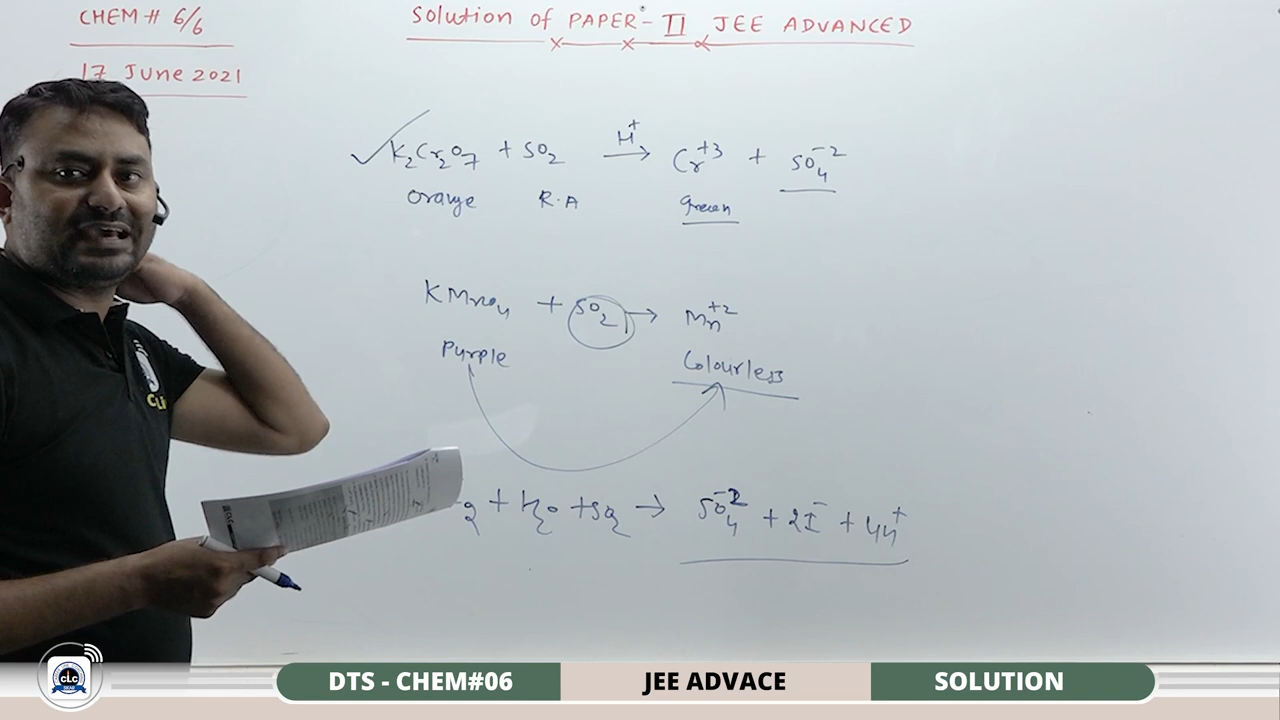 CHEM# 6/6
17 June 2021
Solution of PAPER-II JEE ADVANCED
K2Cr2O7 + SO2 H+ → Cr+3 + SO4-2
orange R.A green
KMnO4 + SO2 → Mn+2
Purple Colourless
2 + H2O + SO2 → SO4-2 + 2I- + 4H+
CLC
DTS - CHEM#06 JEE ADVACE SOLUTION